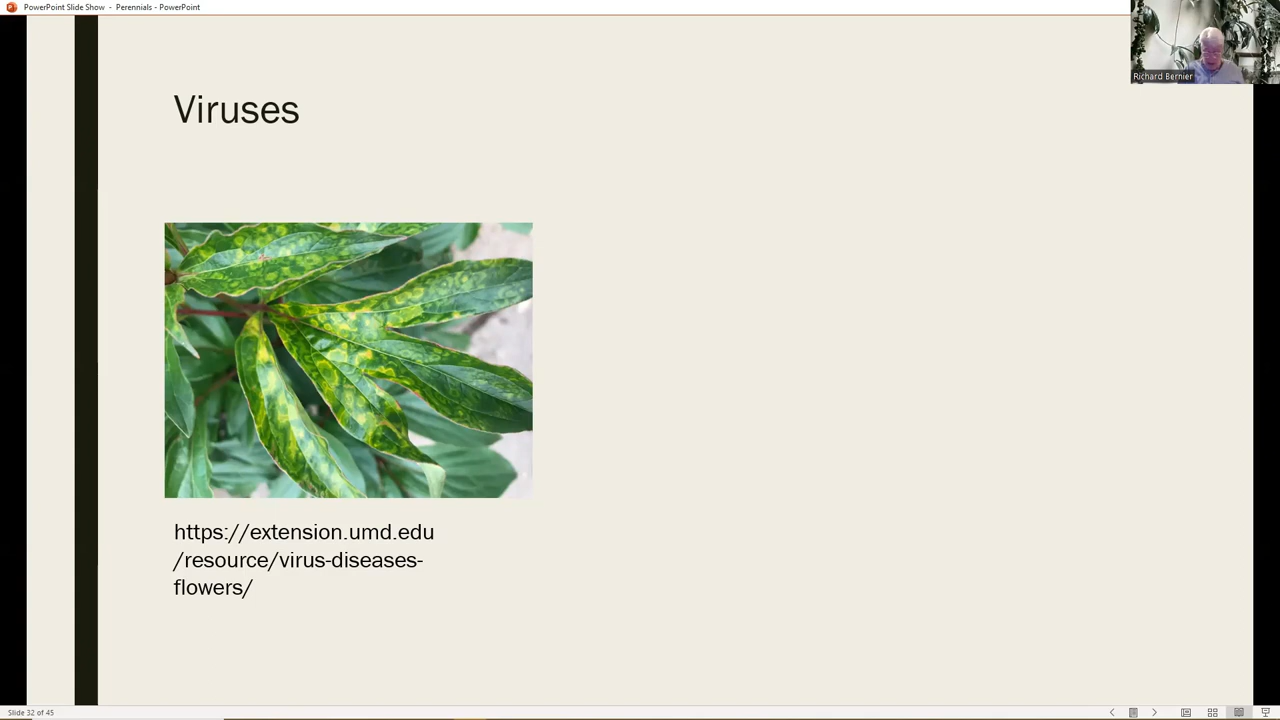 PowerPoint Slide Show - Perennials - PowerPoint
Richard Bernier
Viruses
https://extension.umd.edu
/resource/virus-diseases-
flowers/
Slide 32 of 45